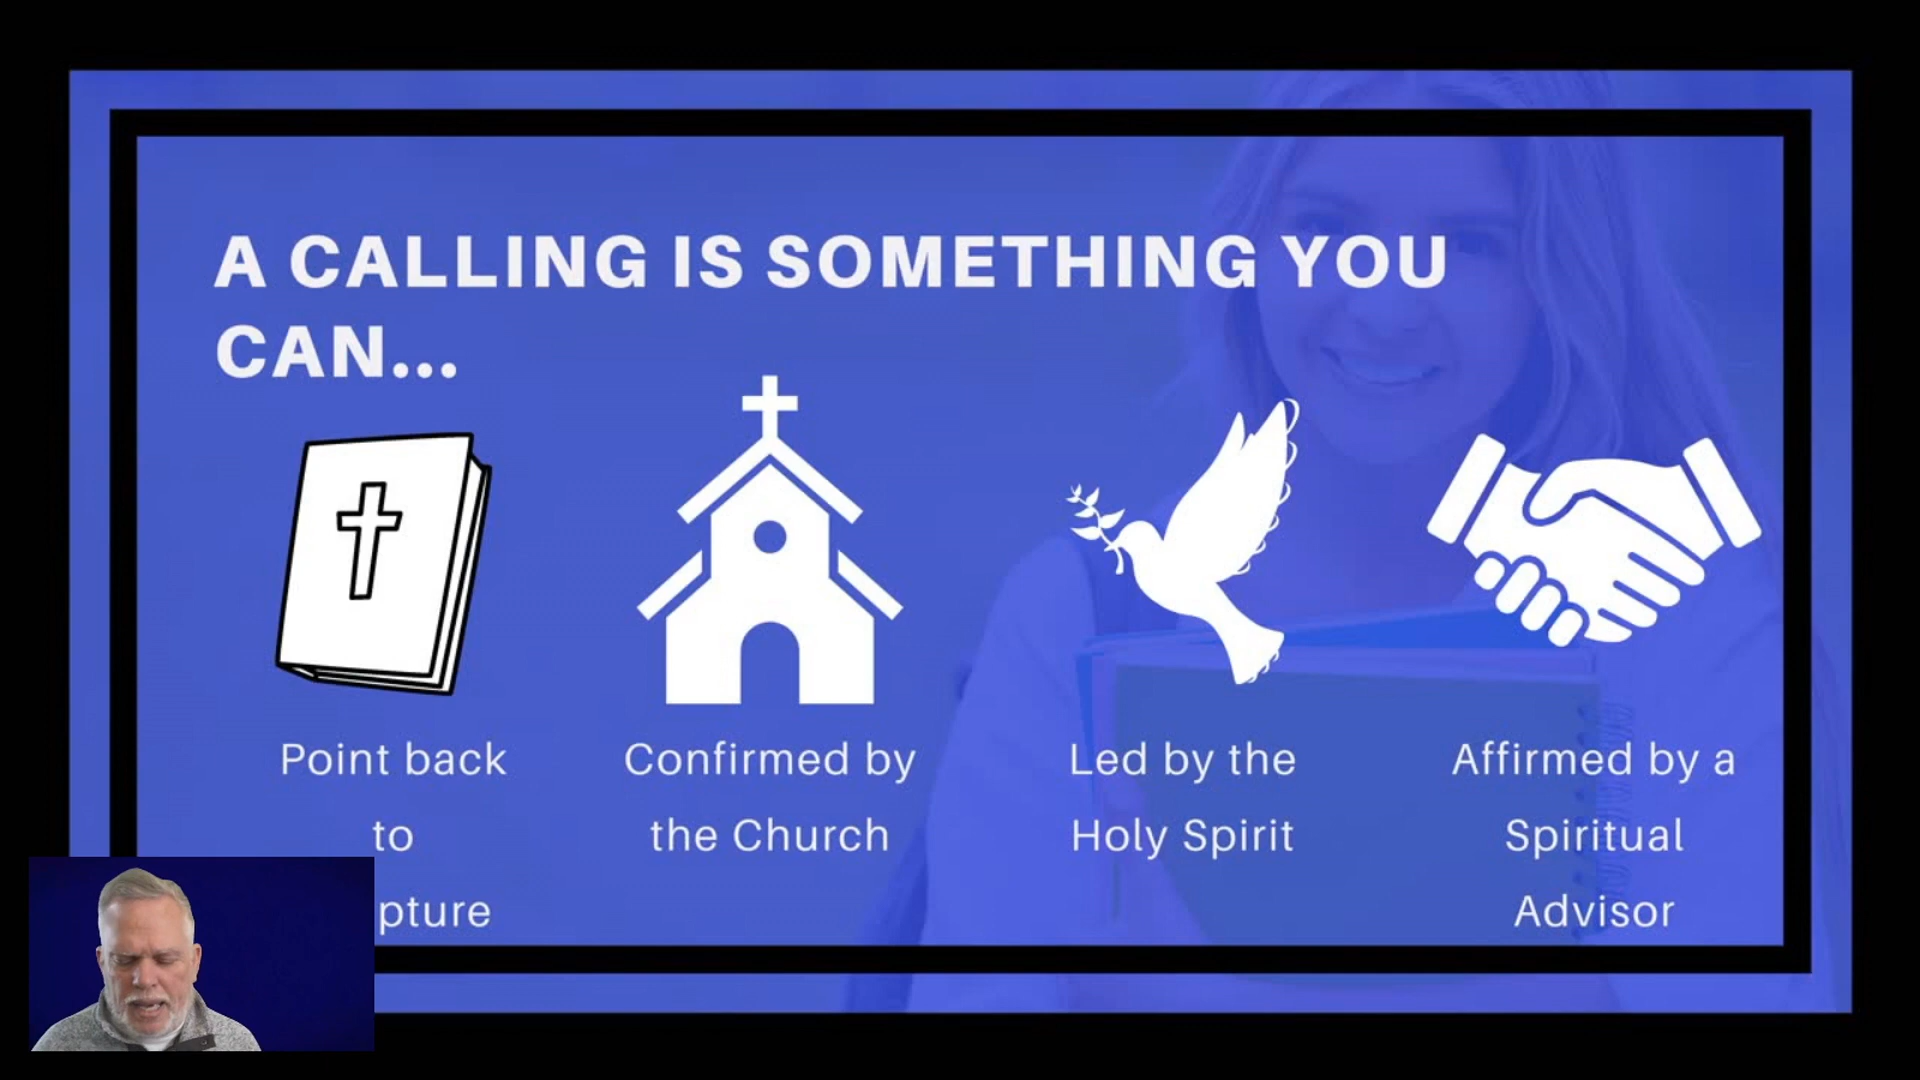 A CALLING IS SOMETHING YOU
CAN...
Point back
to
pture
Confirmed by
the Church
Led by the
Holy Spirit
Affirmed by a
Spiritual
Advisor